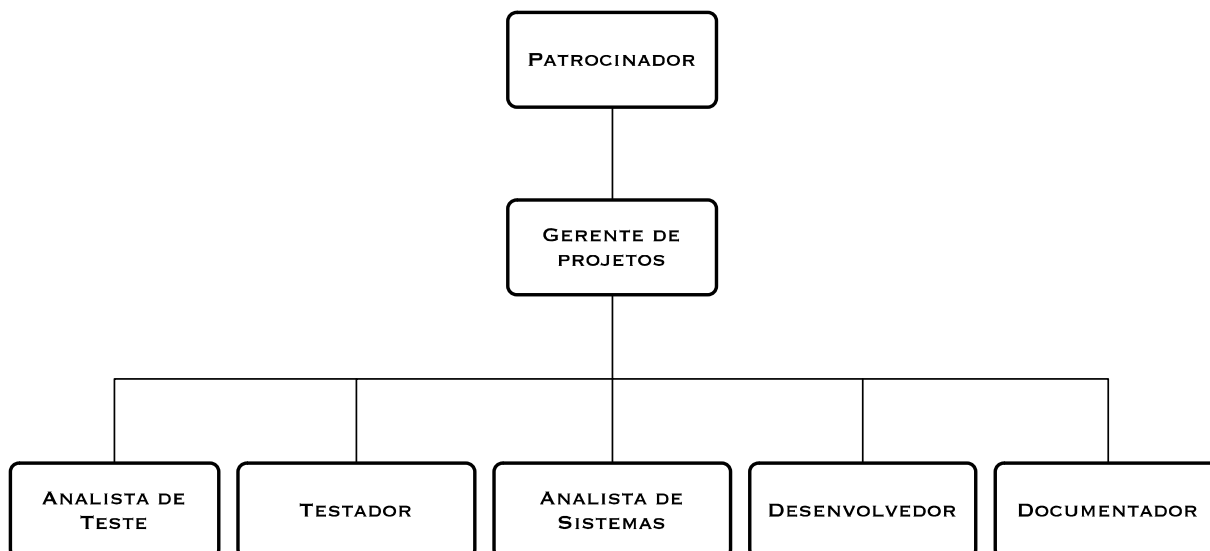 Patrocinador
Gerente de
projetos
Analista de
Teste
Testador
Analista de
Sistemas
Desenvolvedor
Documentador